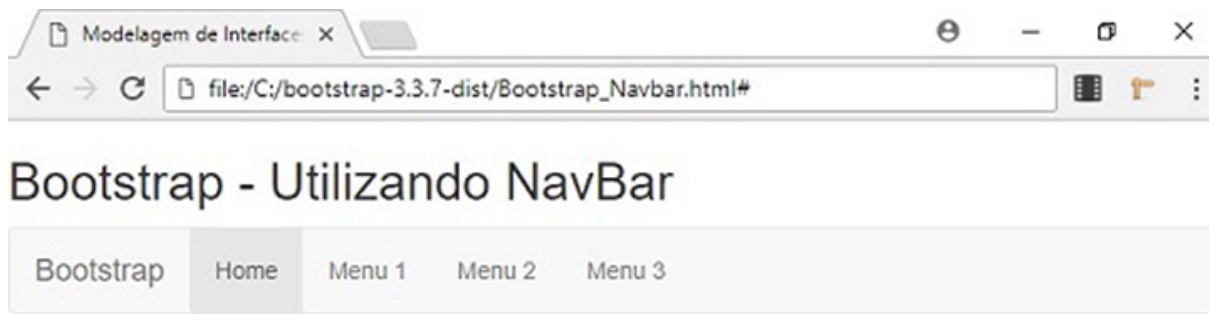 Modelagem de Interface
file:/C:/bootstrap-3.3.7-dist/Bootstrap_Navbar.html#
Bootstrap - Utilizando NavBar
Bootstrap Home Menu 1 Menu 2 Menu 3